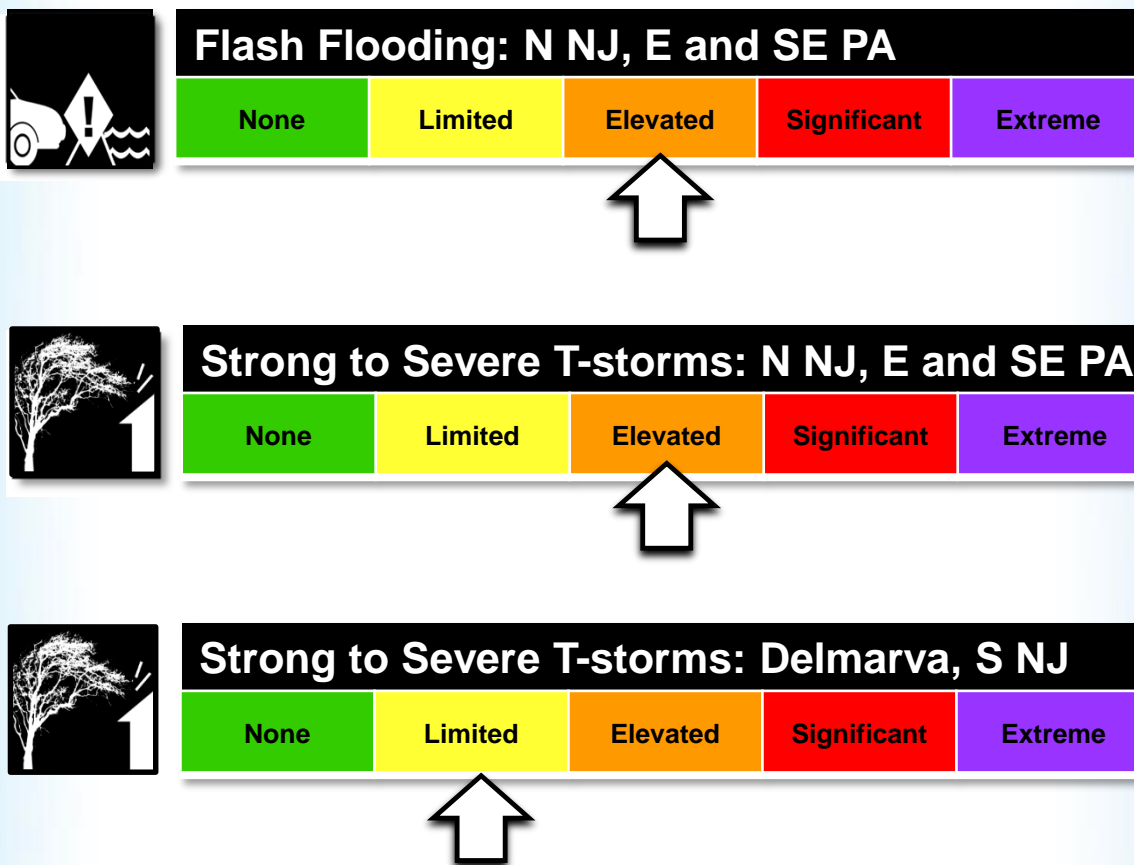 Flash Flooding: N NJ, E and SE PA
None Limited Elevated Significant Extreme
Strong to Severe T-storms: N NJ, E and SE PA
None Limited Elevated Significant Extreme
Strong to Severe T-storms: Delmarva, S NJ
None Limited Elevated Significant Extreme